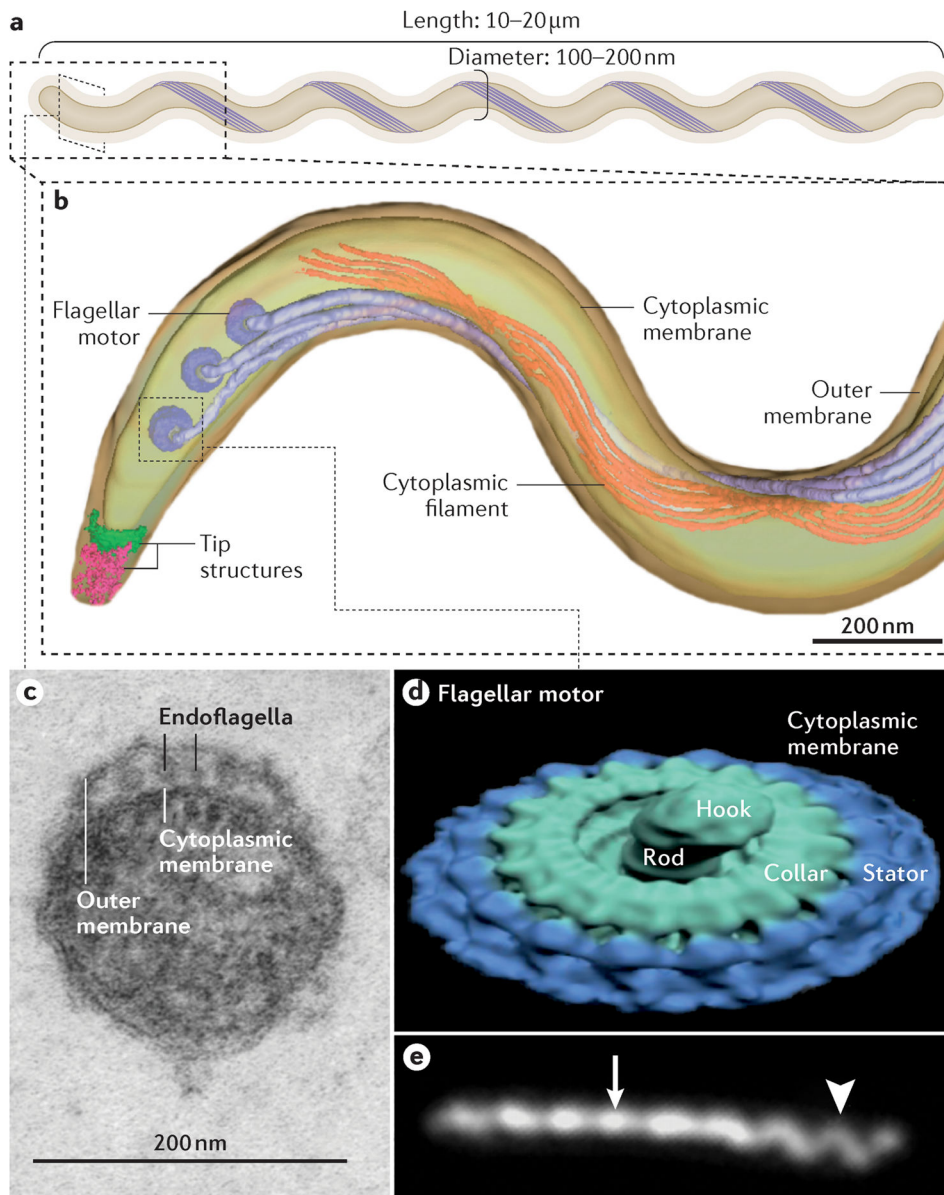 a
Length: 10–20 μm
Diameter: 100–200 nm
b
Flagellar
motor
Cytoplasmic
membrane
Outer
membrane
Cytoplasmic
filament
Tip
structures
200 nm
c
Endoflagella
Cytoplasmic
membrane
Outer
membrane
200 nm
d Flagellar motor
Cytoplasmic
membrane
Hook
Rod
Collar
Stator
e